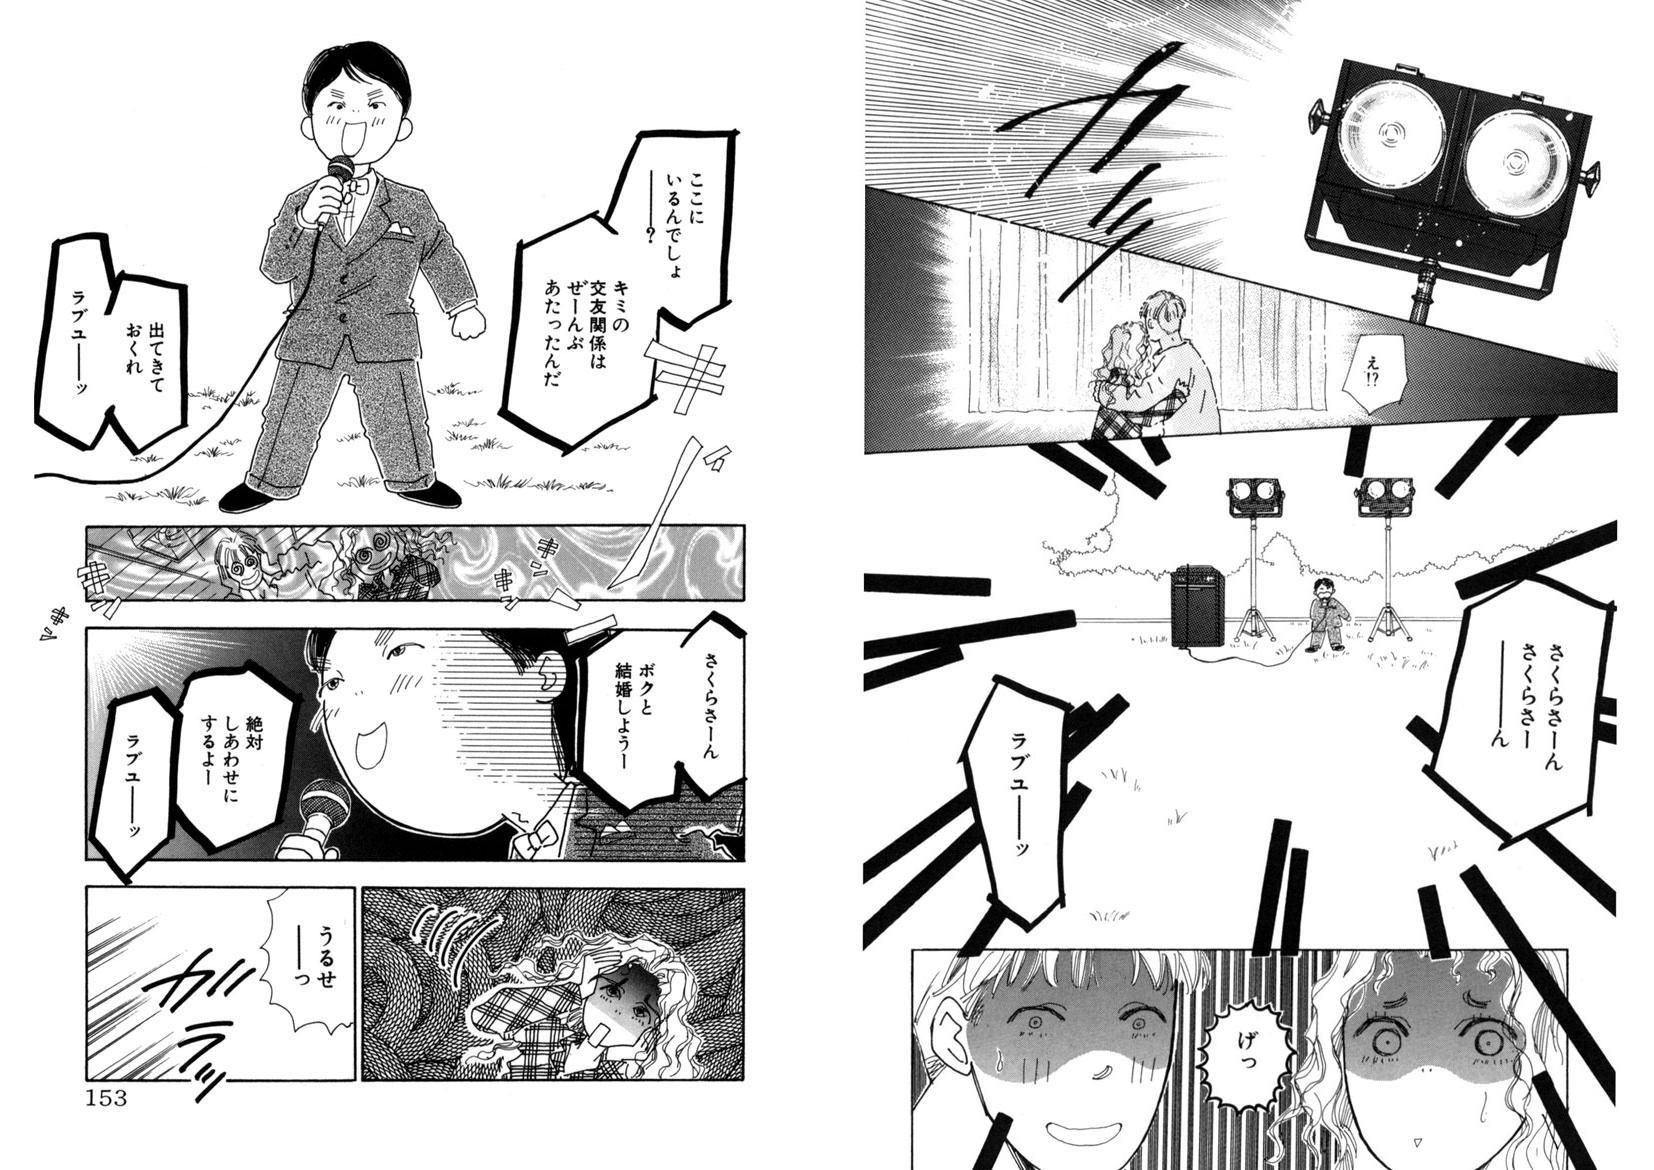 カッ
え!?
さくらさーん
さくらさー
――ん
ラブユ――ッ
げっ
ここに
いるんでしょ
――?
キミの
交友関係は
ぜーんぶ
あたったんだ
キーン
出てきて
おくれ
ラブユ――ッ
キーン
キーン
キーン
さくらさーん
ボクと
結婚しようー
絶対
しあわせに
するよー
ラブユ――ッ
うるせ
――っ
ガラッ
153